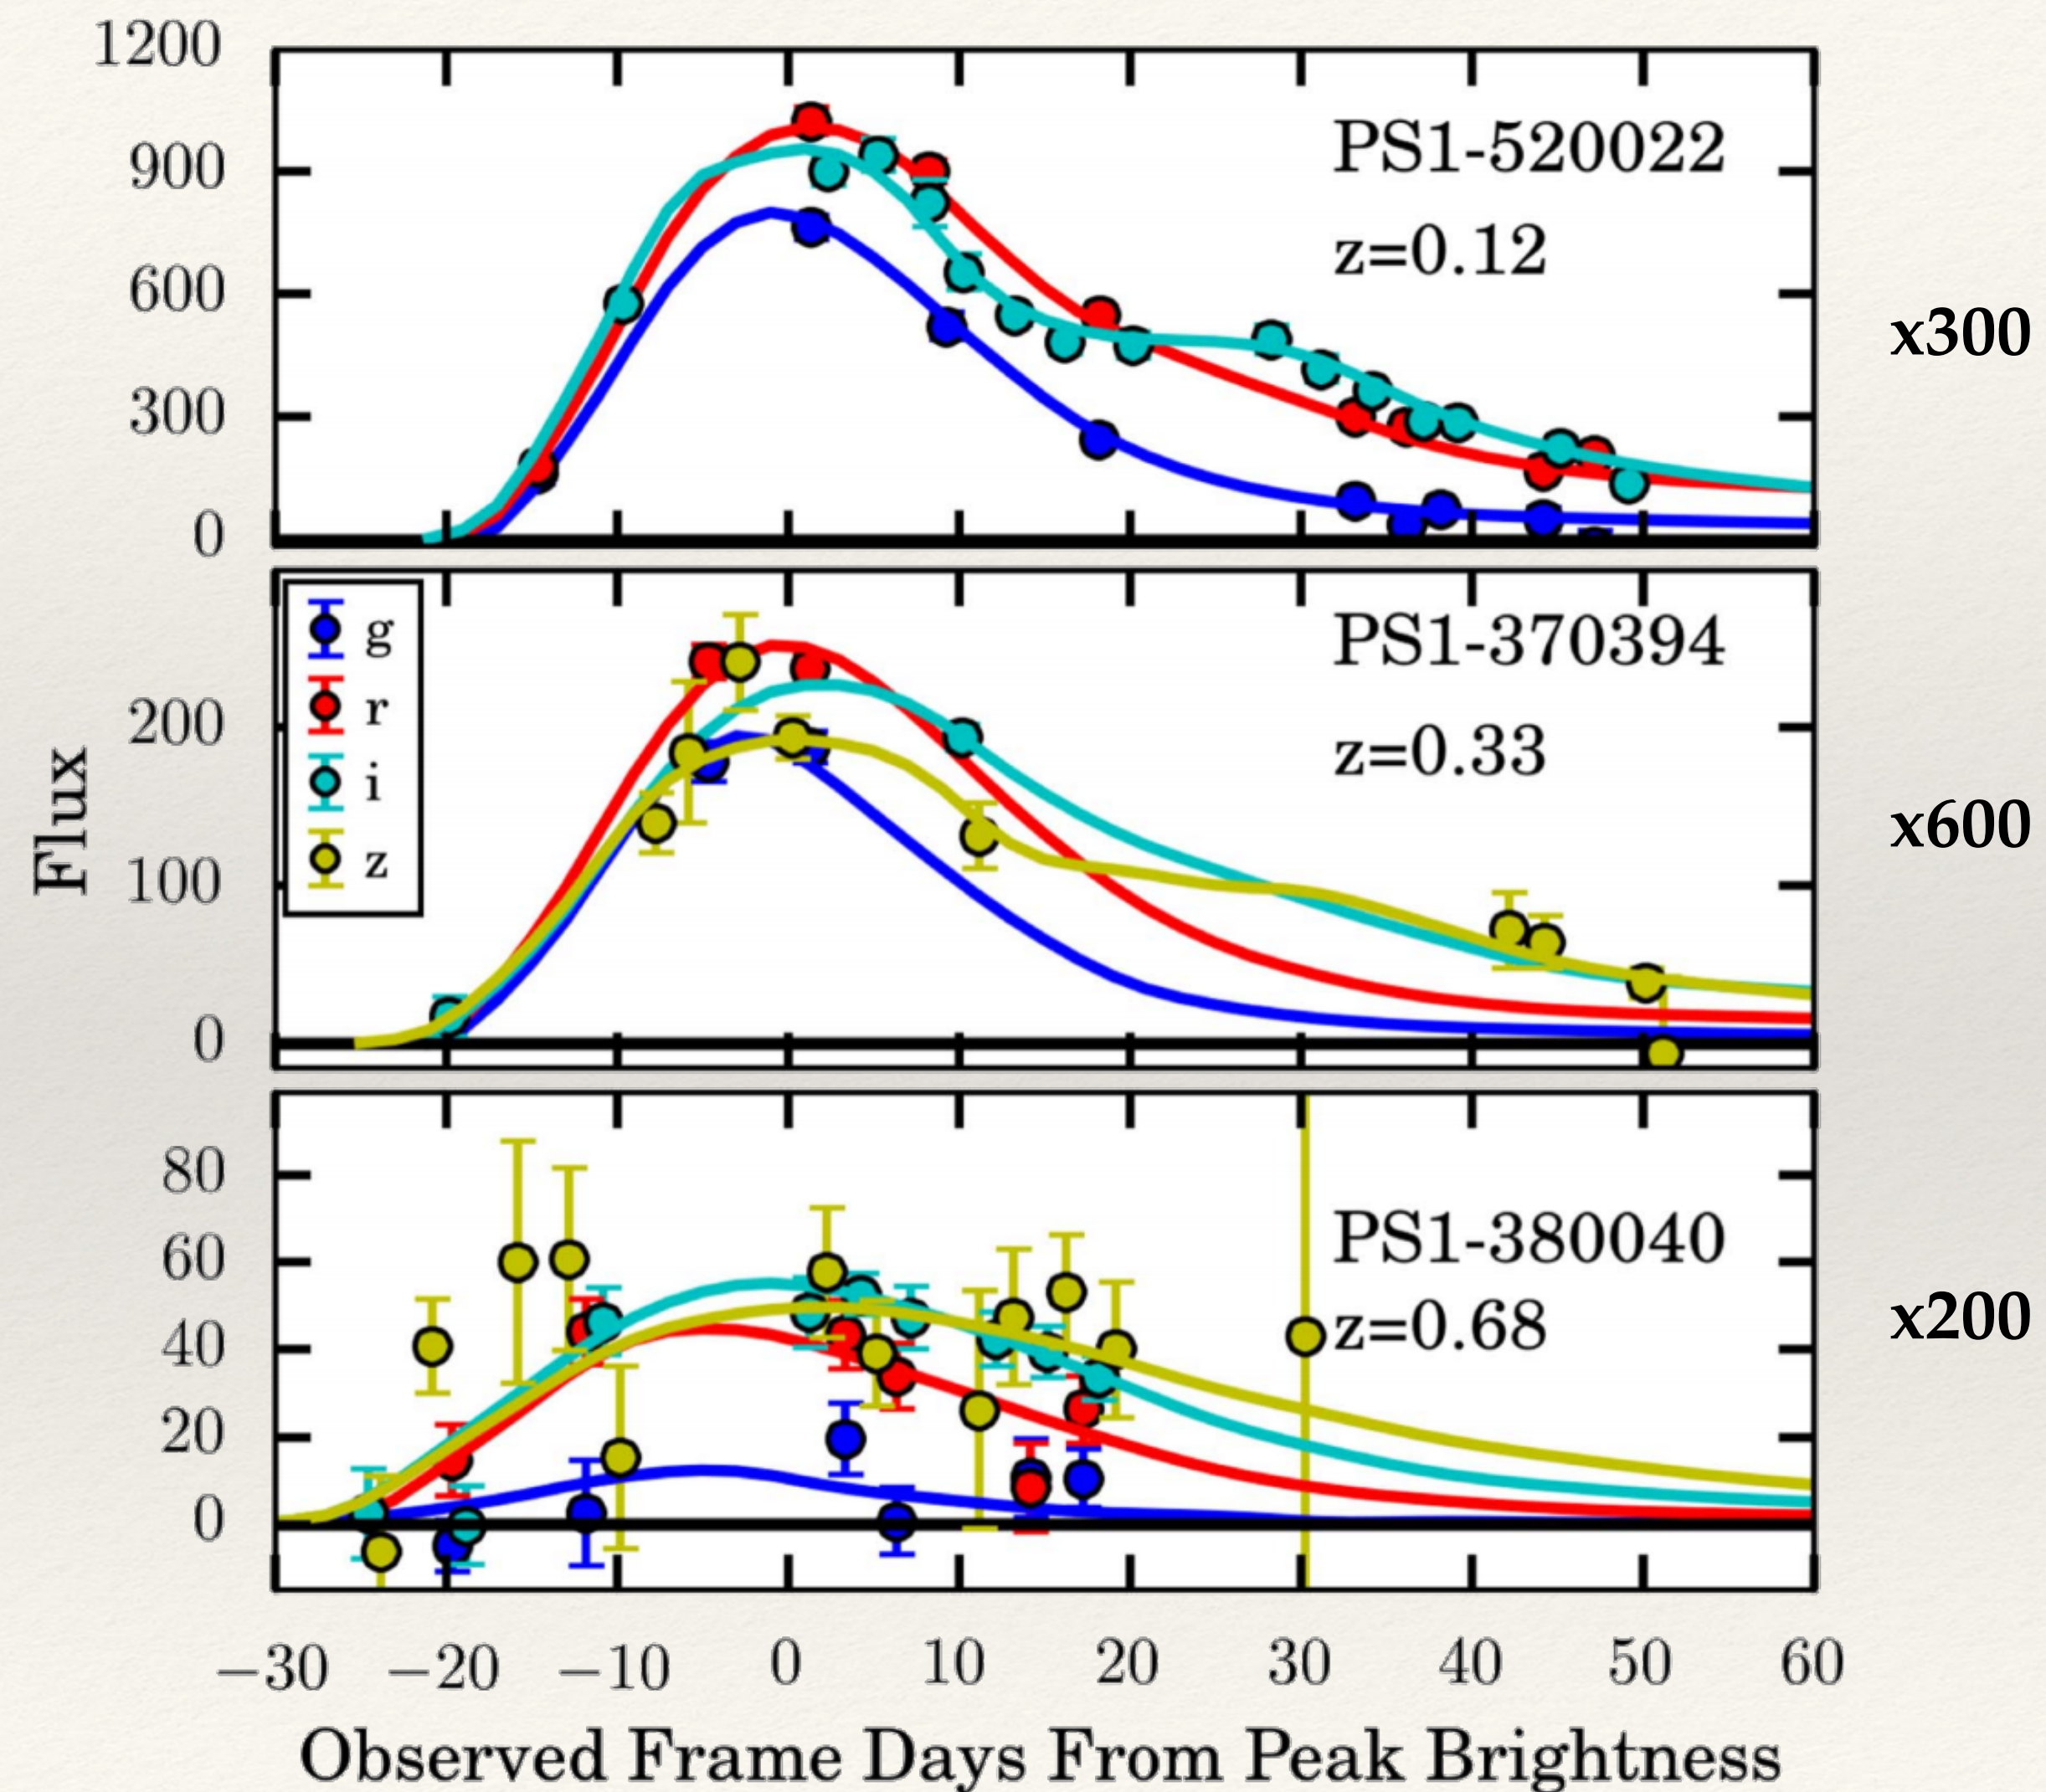 1200
900
600
300
0
PS1-520022
z=0.12
x300
g
r
i
z
200
100
0
PS1-370394
z=0.33
x600
Flux
80
60
40
20
0
PS1-380040
z=0.68
x200
−30 −20 −10 0 10 20 30 40 50 60
Observed Frame Days From Peak Brightness